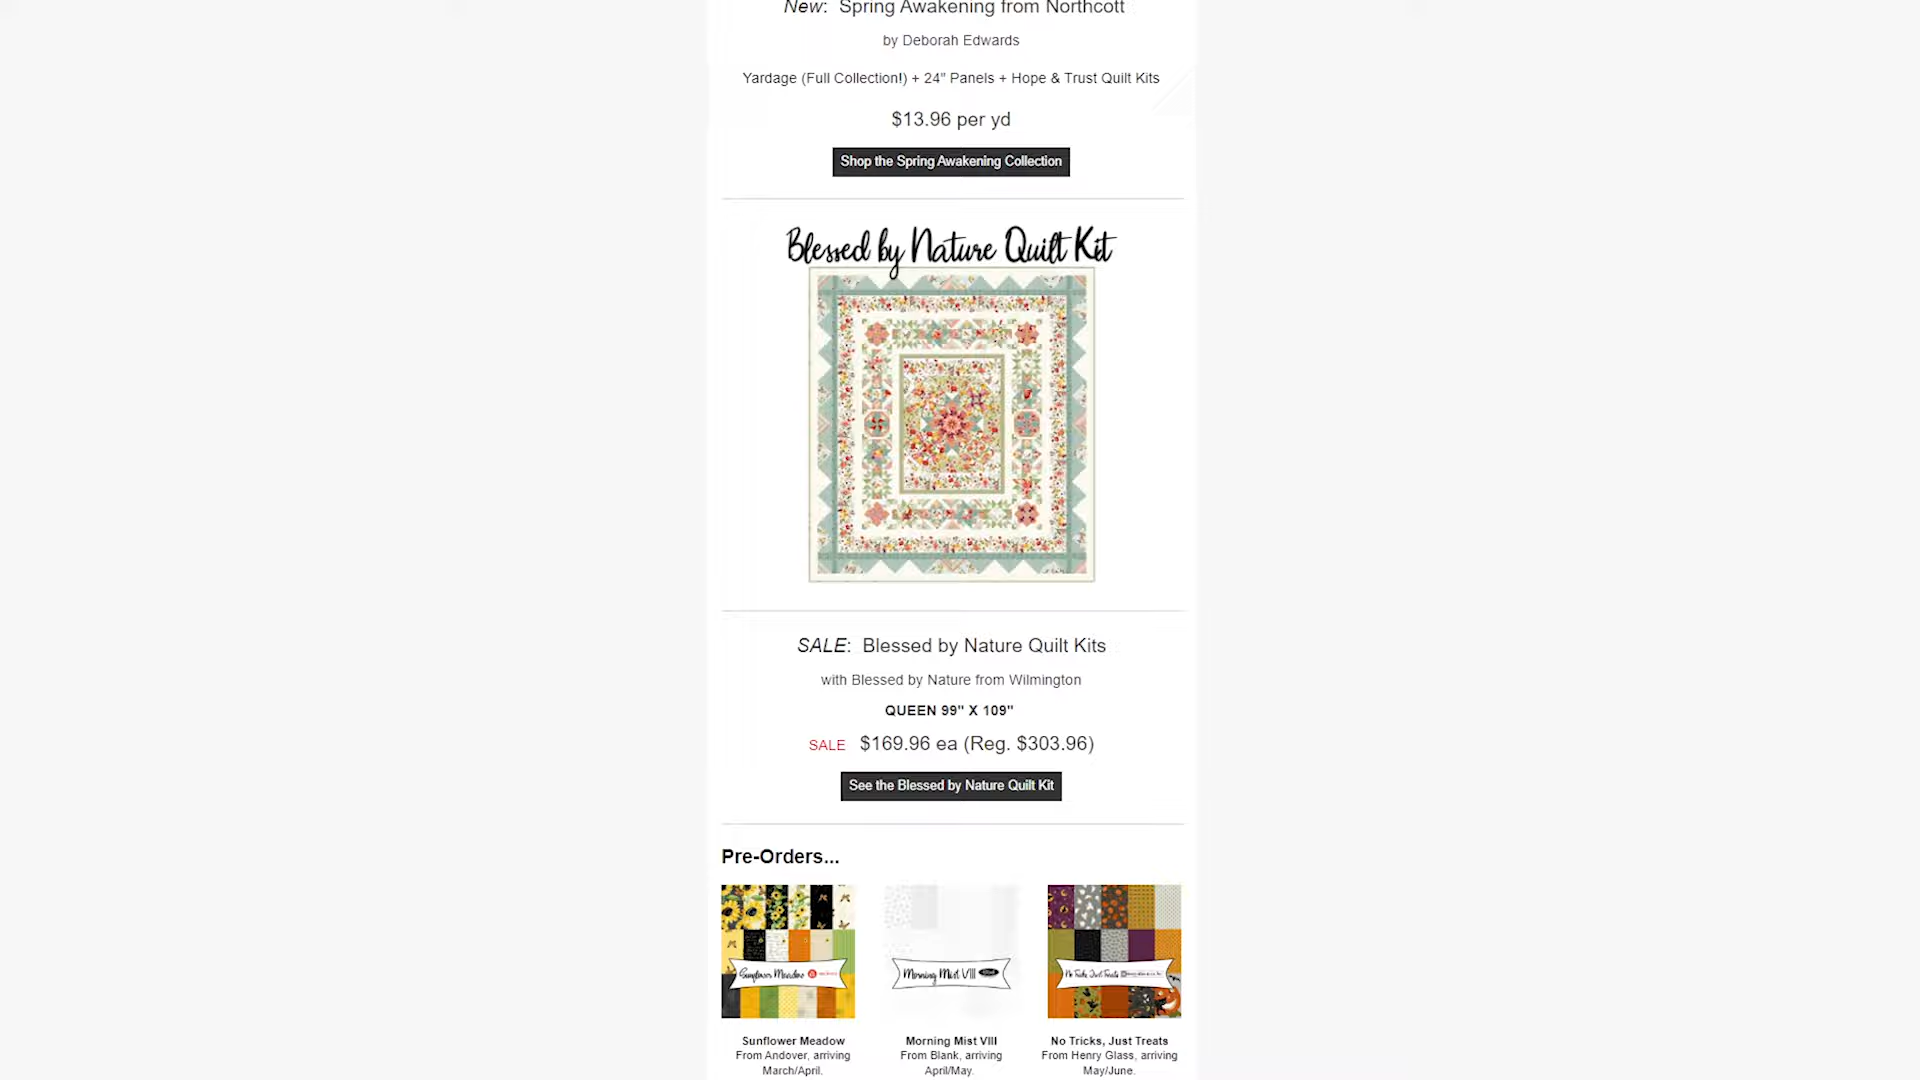 New: Spring Awakening from Northcott
by Deborah Edwards
Yardage (Full Collection!) + 24" Panels + Hope & Trust Quilt Kits
$13.96 per yd
Shop the Spring Awakening Collection
Blessed by Nature Quilt Kit
SALE: Blessed by Nature Quilt Kits
with Blessed by Nature from Wilmington
QUEEN 99" X 109"
SALE $169.96 ea (Reg. $303.96)
See the Blessed by Nature Quilt Kit
Pre-Orders...
Sunflower Meadow
Morning Mist VIII
No Tricks, Just Treats
Sunflower Meadow
From Andover, arriving
March/April.
Morning Mist VIII
From Blank, arriving
April/May.
No Tricks, Just Treats
From Henry Glass, arriving
May/June.